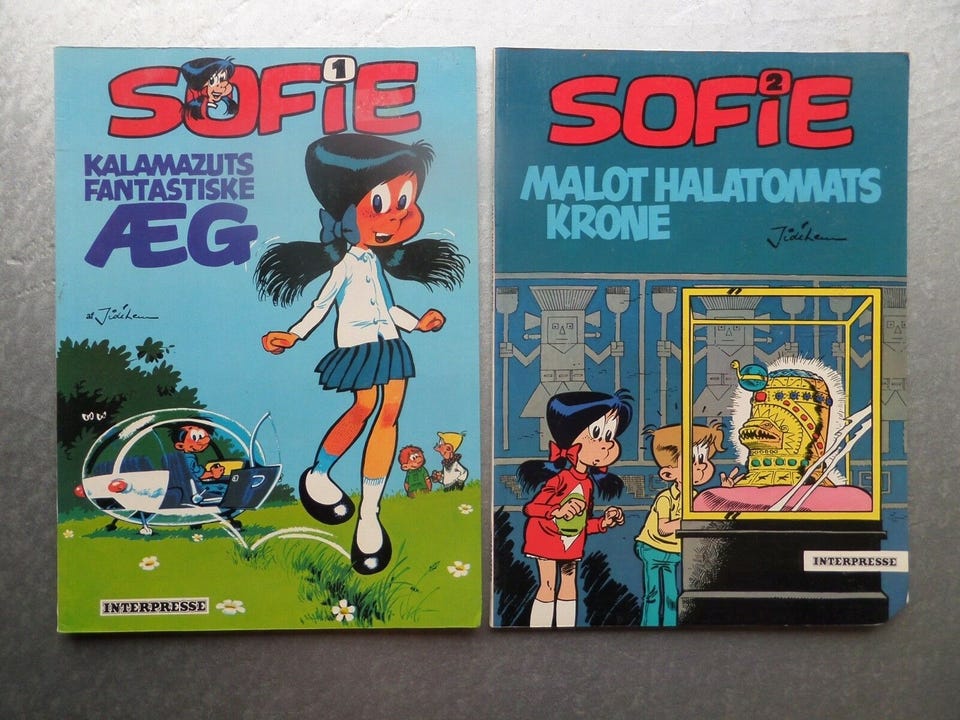 SOFIE
1
KALAMAZUTS
FANTASTISKE
ÆG
af Jidéhem
INTERPRESSE
SOFIE
2
MALOT HALATOMATS
KRONE
Jidéhem
INTERPRESSE